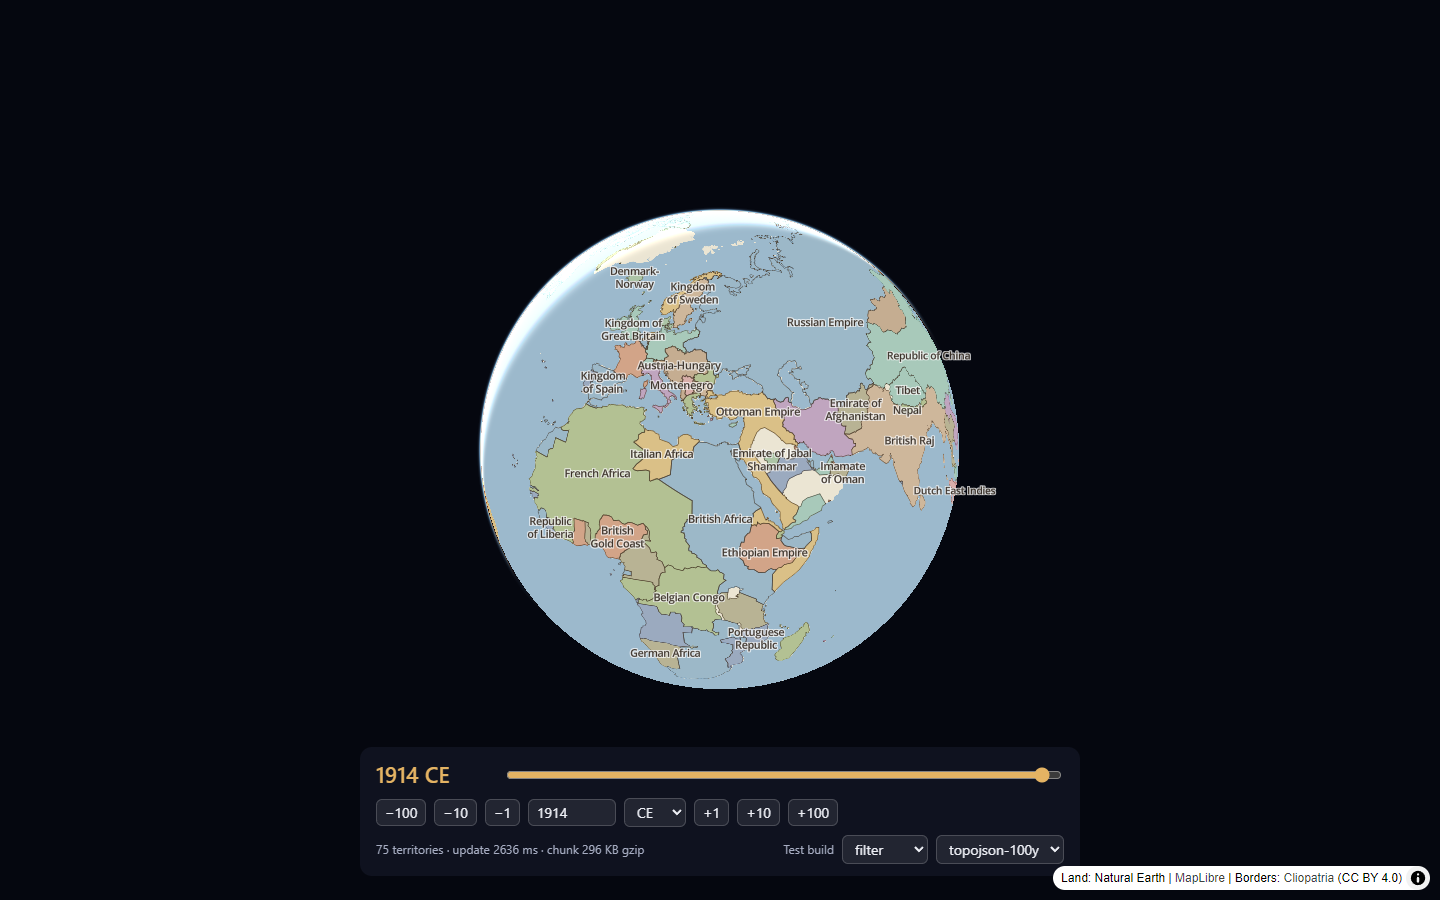 Denmark-
Norway
Kingdom
of Sweden
Kingdom of
Great Britain
Russian Empire
Republic of China
Austria-Hungary
Kingdom
of Spain
Montenegro
Tibet
Emirate of
Afghanistan
Nepal
Ottoman Empire
British Raj
Italian Africa
Emirate of Jabal
Shammar
Imamate
of Oman
French Africa
Dutch East Indies
Republic
of Liberia
British
Gold Coast
British Africa
Ethiopian Empire
Belgian Congo
Portuguese
Republic
German Africa
1914 CE
−100 −10 −1 1914 CE +1 +10 +100
75 territories · update 2636 ms · chunk 296 KB gzip Test build filter topojson-100y
Land: Natural Earth | MapLibre | Borders: Cliopatria (CC BY 4.0)